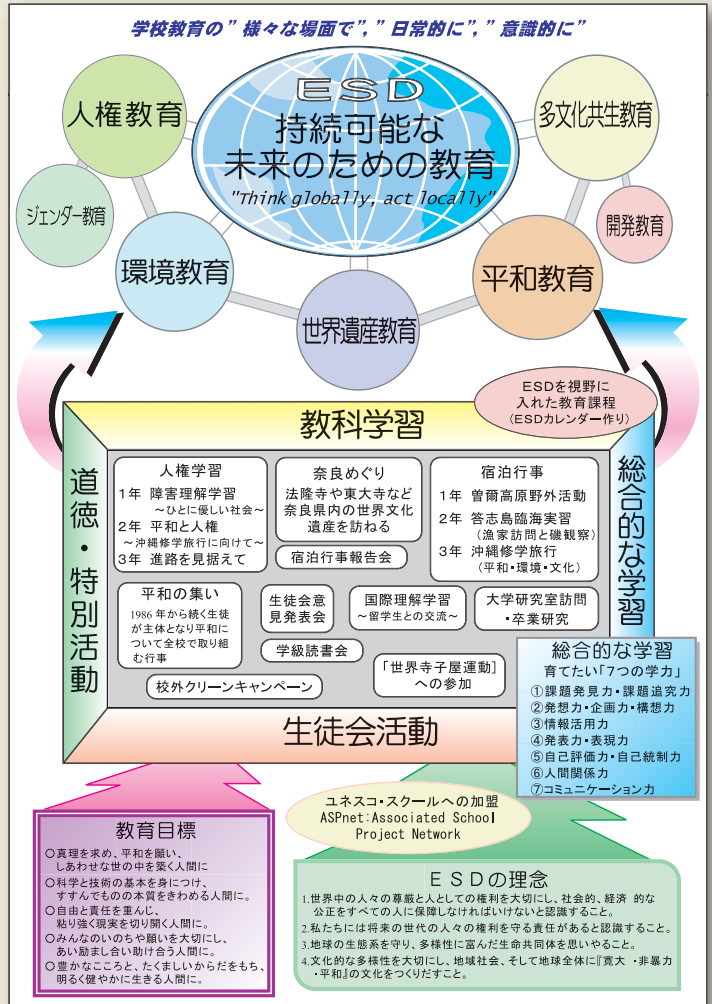 学校教育の”様々な場面で”,”日常的に”,”意識的に”
ESD
持続可能な
未来のための教育
"Think globally, act locally"
人権教育
多文化共生教育
ジェンダー教育
開発教育
環境教育
平和教育
世界遺産教育
ESDを視野に
入れた教育課程
(ESDカレンダー作り)
教科学習
道徳・特別活動
総合的な学習
人権学習
1年 障害理解学習
～ひとに優しい社会～
2年 平和と人権
～沖縄修学旅行に向けて～
3年 進路を見据えて
奈良めぐり
法隆寺や東大寺など
奈良県内の世界文化
遺産を訪ねる
宿泊行事報告会
宿泊行事
1年 曽爾高原野外活動
2年 答志島臨海実習
(漁家訪問と磯観察)
3年 沖縄修学旅行
(平和・環境・文化)
平和の集い
1986年から続く生徒
が主体となり平和に
ついて全校で取り組
む行事
生徒会意
見発表会
国際理解学習
～留学生との交流～
大学研究室訪問
・卒業研究
学級読書会
校外クリーンキャンペーン
「世界寺子屋運動]
への参加
生徒会活動
総合的な学習
育てたい「7つの学力」
①課題発見力・課題追究力
②発想力・企画力・構想力
③情報活用力
④発表力・表現力
⑤自己評価力・自己統制力
⑥人間関係力
⑦コミュニケーション力
ユネスコ・スクールへの加盟
ASPnet:Associated School
Project Network
教育目標
○真理を求め、平和を願い、
しあわせな世の中を築く人間に
○科学と技術の基本を身につけ、
すすんでものの本質をきわめる人間に。
○自由と責任を重んじ、
粘り強く現実を切り開く人間に。
○みんなのいのちや願いを大切にし、
あい励まし合い助け合う人間に。
○豊かなこころと、たくましいからだをもち、
明るく健やかに生きる人間に。
ESDの理念
1.世界中の人々の尊厳と人としての権利を大切にし、社会的、経済 的な
公正をすべての人に保障しなければいけないと認識すること。
2.私たちには将来の世代の人々の権利を守る責任があると認識すること。
3.地球の生態系を守り、多様性に富んだ生命共同体を思いやること。
4.文化的な多様性を大切にし、地域社会、そして地球全体に『寛大 ・非暴力
・平和』の文化をつくりだすこと。